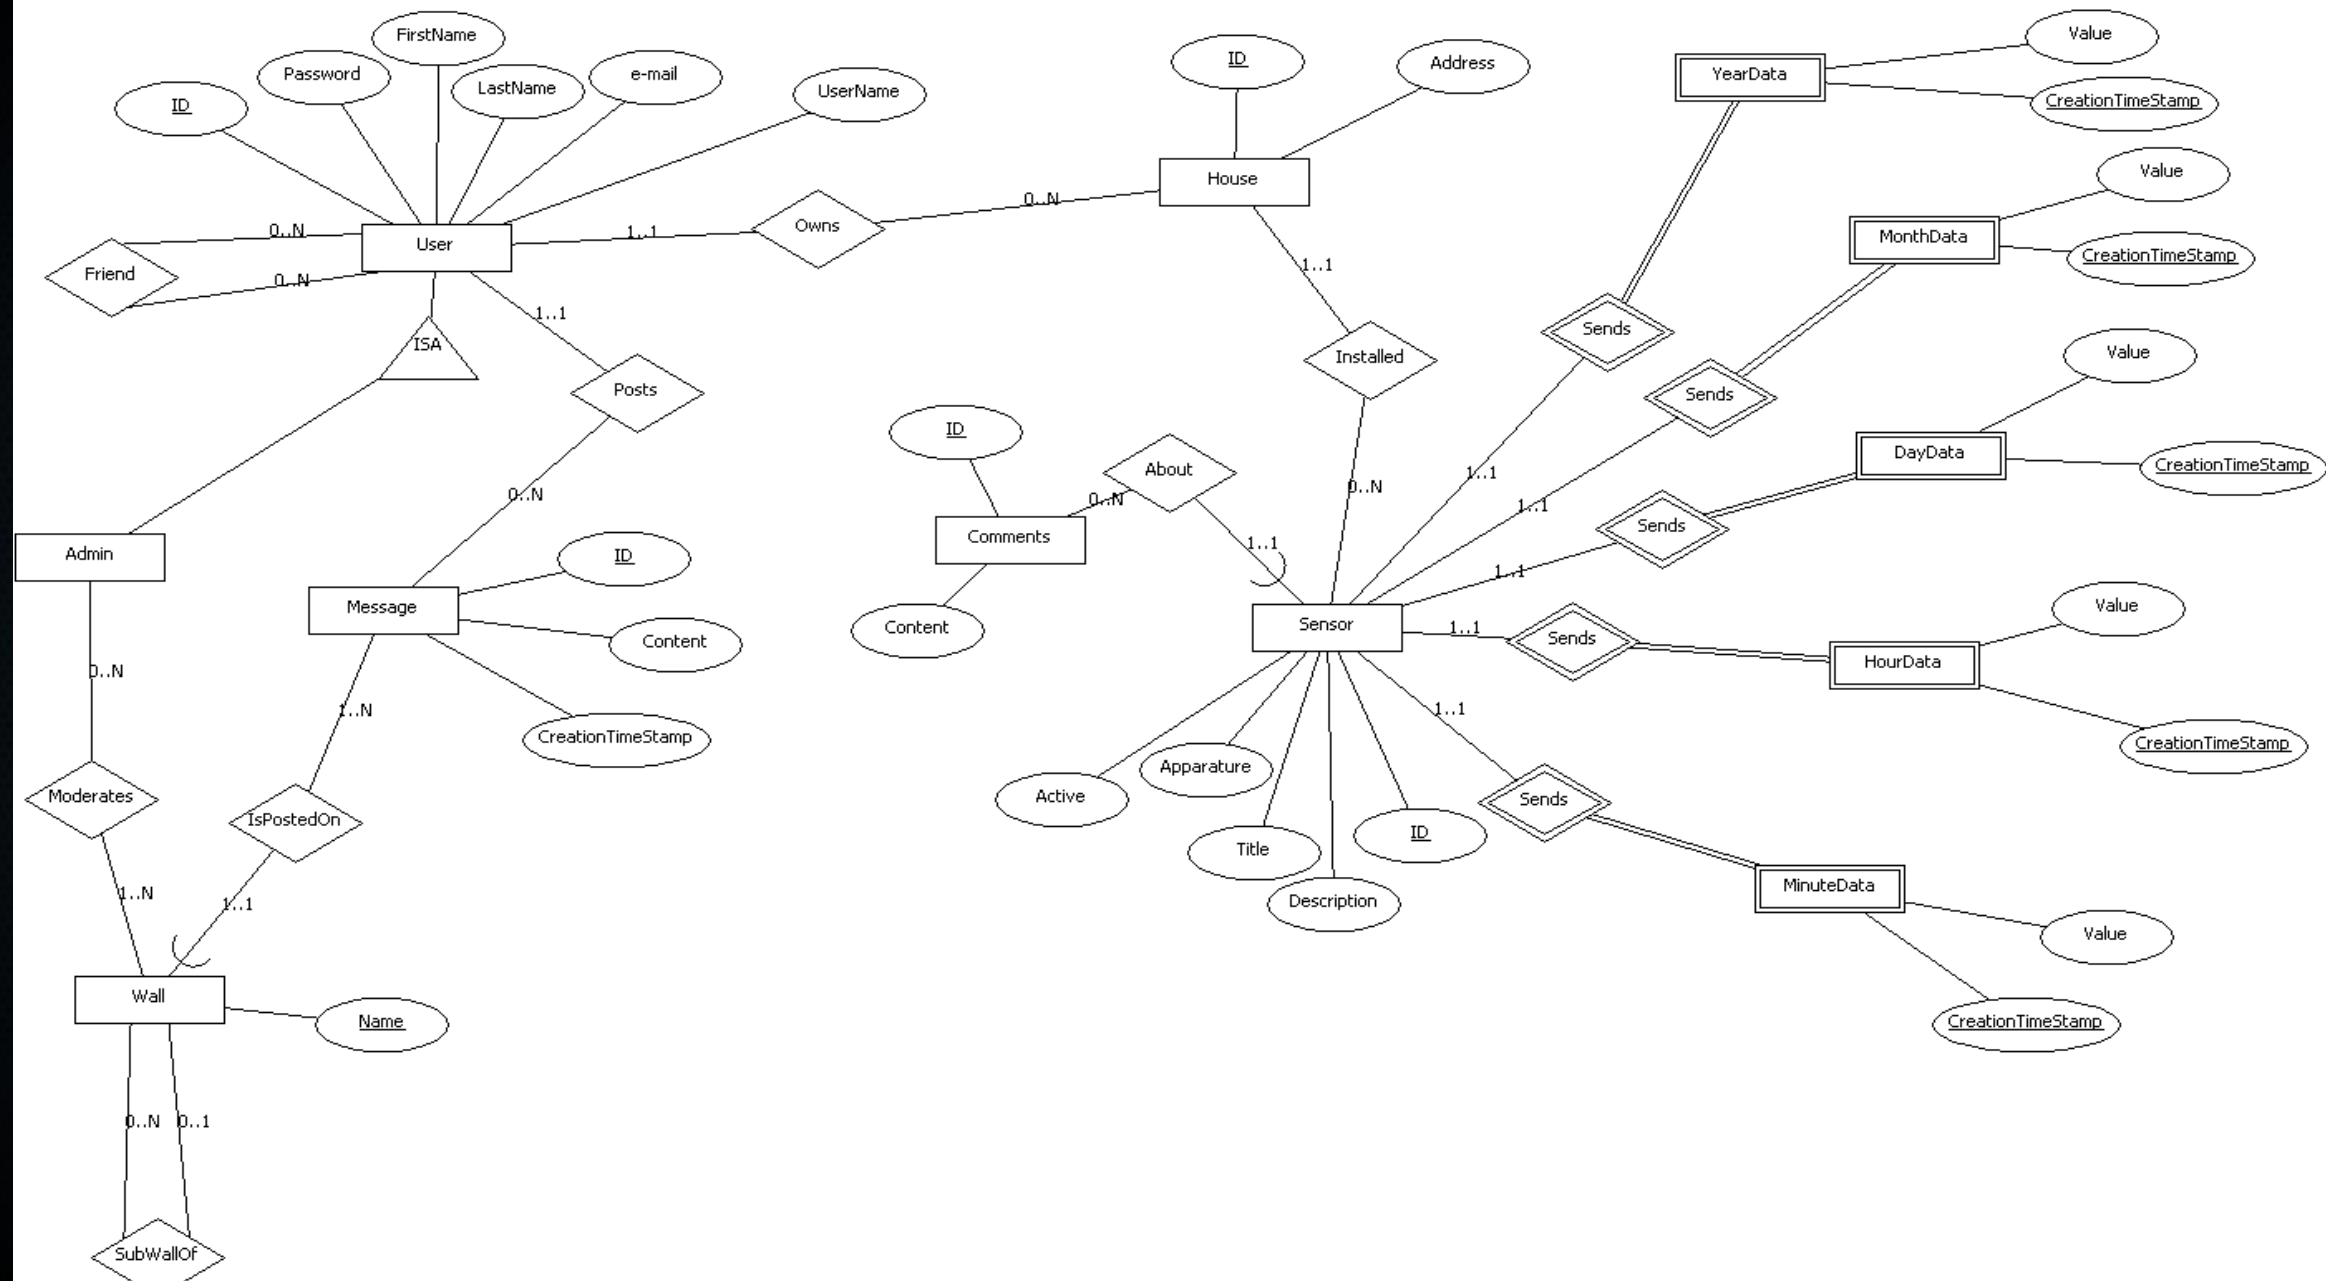 FirstName
Value
ID
Address
Password
LastName
e-mail
YearData
UserName
ID
CreationTimeStamp
Value
House
0..N
Owns
0..N
User
1..1
MonthData
CreationTimeStamp
Friend
0..N
1..1
1..1
Sends
ISA
Installed
Value
Posts
Sends
ID
About
DayData
CreationTimeStamp
1..1
0..N
0..N
0..N
1..1
Sends
Comments
1..1
Admin
ID
1..1
Message
Value
Content
Content
Sensor
1..1
Sends
HourData
0..N
1..N
1..1
CreationTimeStamp
CreationTimeStamp
Apparature
Active
Moderates
Sends
IsPostedOn
ID
Title
1..N
1..1
Description
MinuteData
Value
Wall
Name
CreationTimeStamp
0..N
0..1
SubWallOf